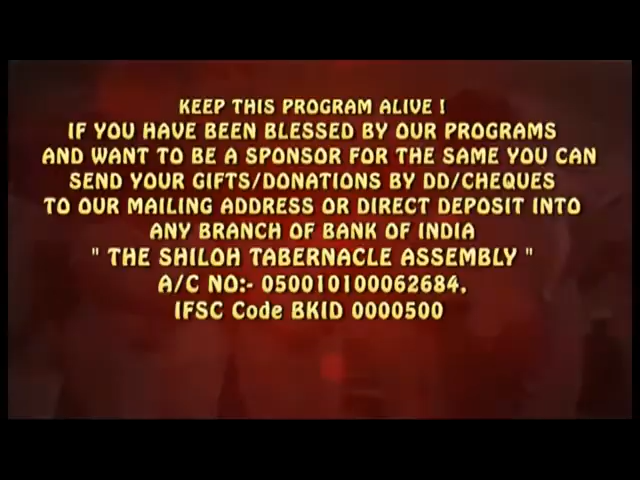 KEEP THIS PROGRAM ALIVE !
IF YOU HAVE BEEN BLESSED BY OUR PROGRAMS
AND WANT TO BE A SPONSOR FOR THE SAME YOU CAN
SEND YOUR GIFTS/DONATIONS BY DD/CHEQUES
TO OUR MAILING ADDRESS OR DIRECT DEPOSIT INTO
ANY BRANCH OF BANK OF INDIA
" THE SHILOH TABERNACLE ASSEMBLY "
A/C NO:- 050010100062684,
IFSC Code BKID 0000500